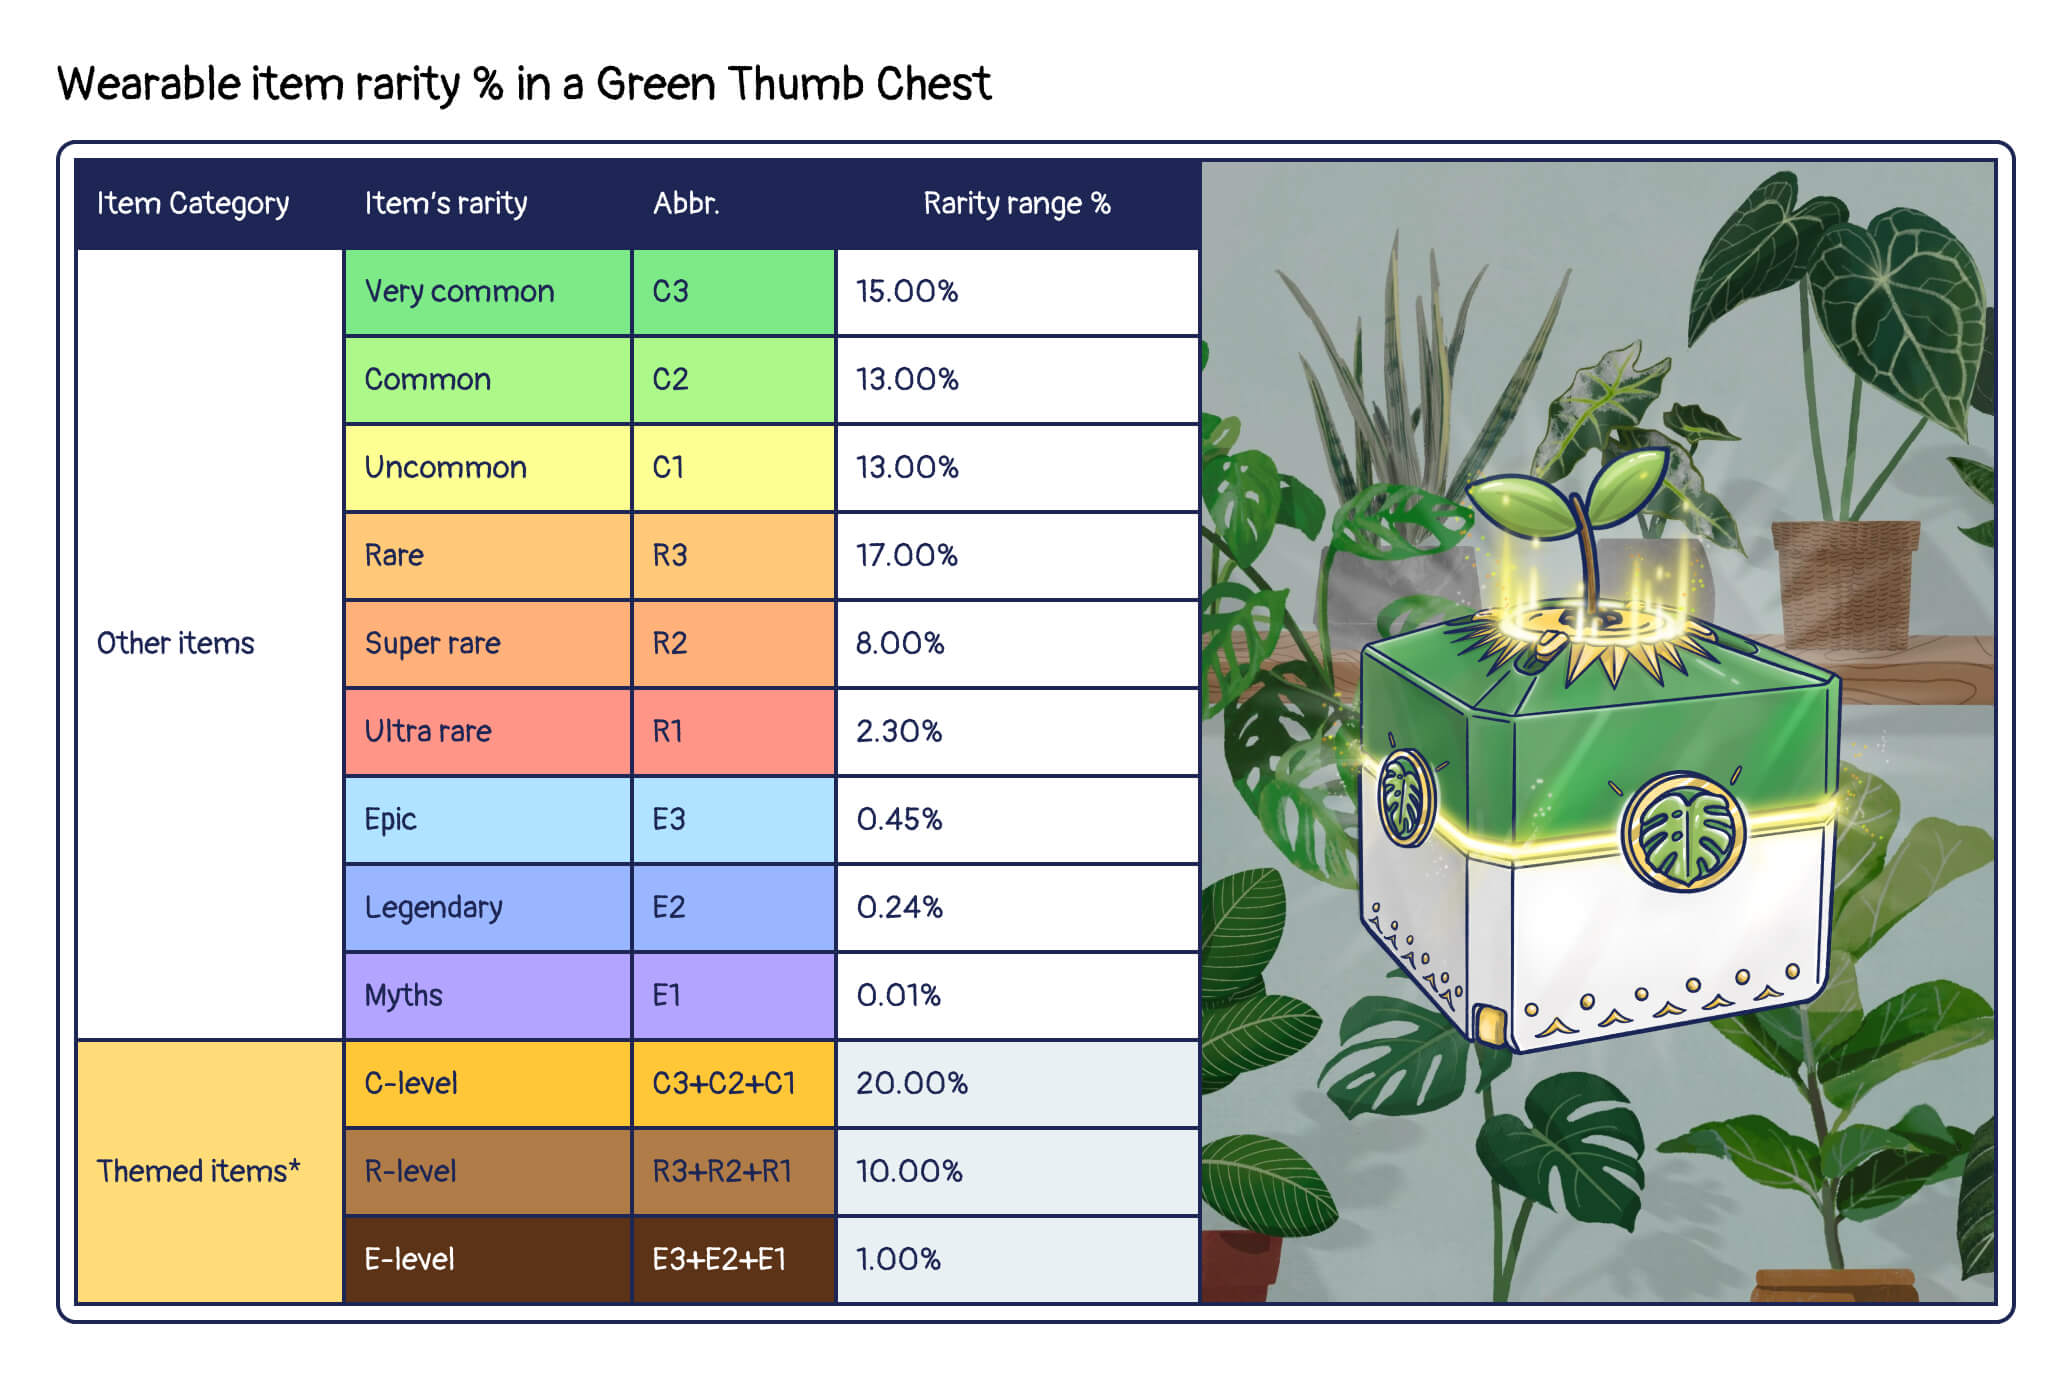 Wearable item rarity % in a Green Thumb Chest
Item Category Item's rarity Abbr. Rarity range %
Very common C3 15.00%
Common C2 13.00%
Uncommon C1 13.00%
Rare R3 17.00%
Other items Super rare R2 8.00%
Ultra rare R1 2.30%
Epic E3 0.45%
Legendary E2 0.24%
Myths E1 0.01%
C-level C3+C2+C1 20.00%
Themed items* R-level R3+R2+R1 10.00%
E-level E3+E2+E1 1.00%